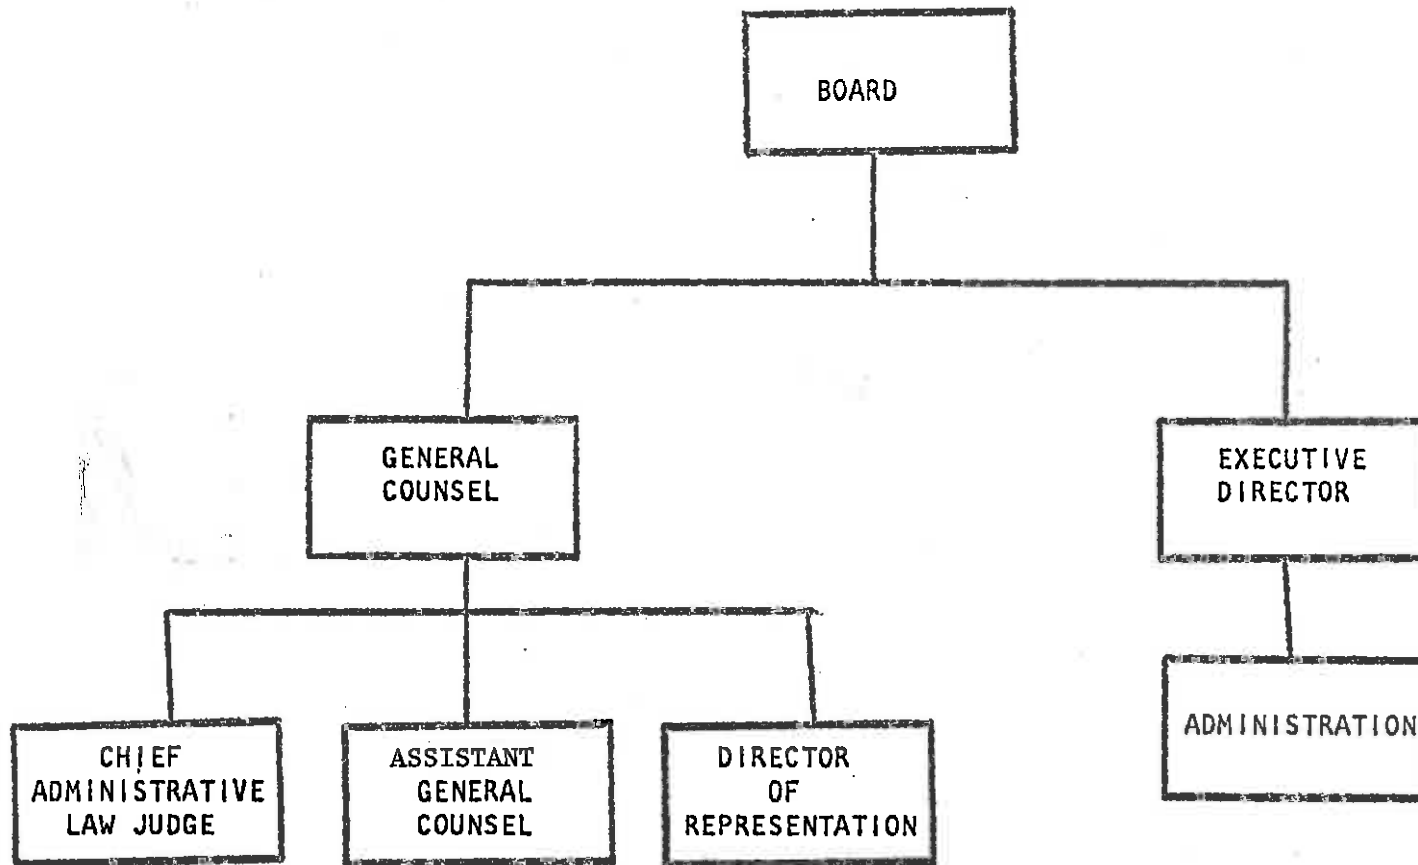 BOARD
GENERAL
COUNSEL
EXECUTIVE
DIRECTOR
CHIEF
ADMINISTRATIVE
LAW JUDGE
ASSISTANT
GENERAL
COUNSEL
DIRECTOR
OF
REPRESENTATION
ADMINISTRATION